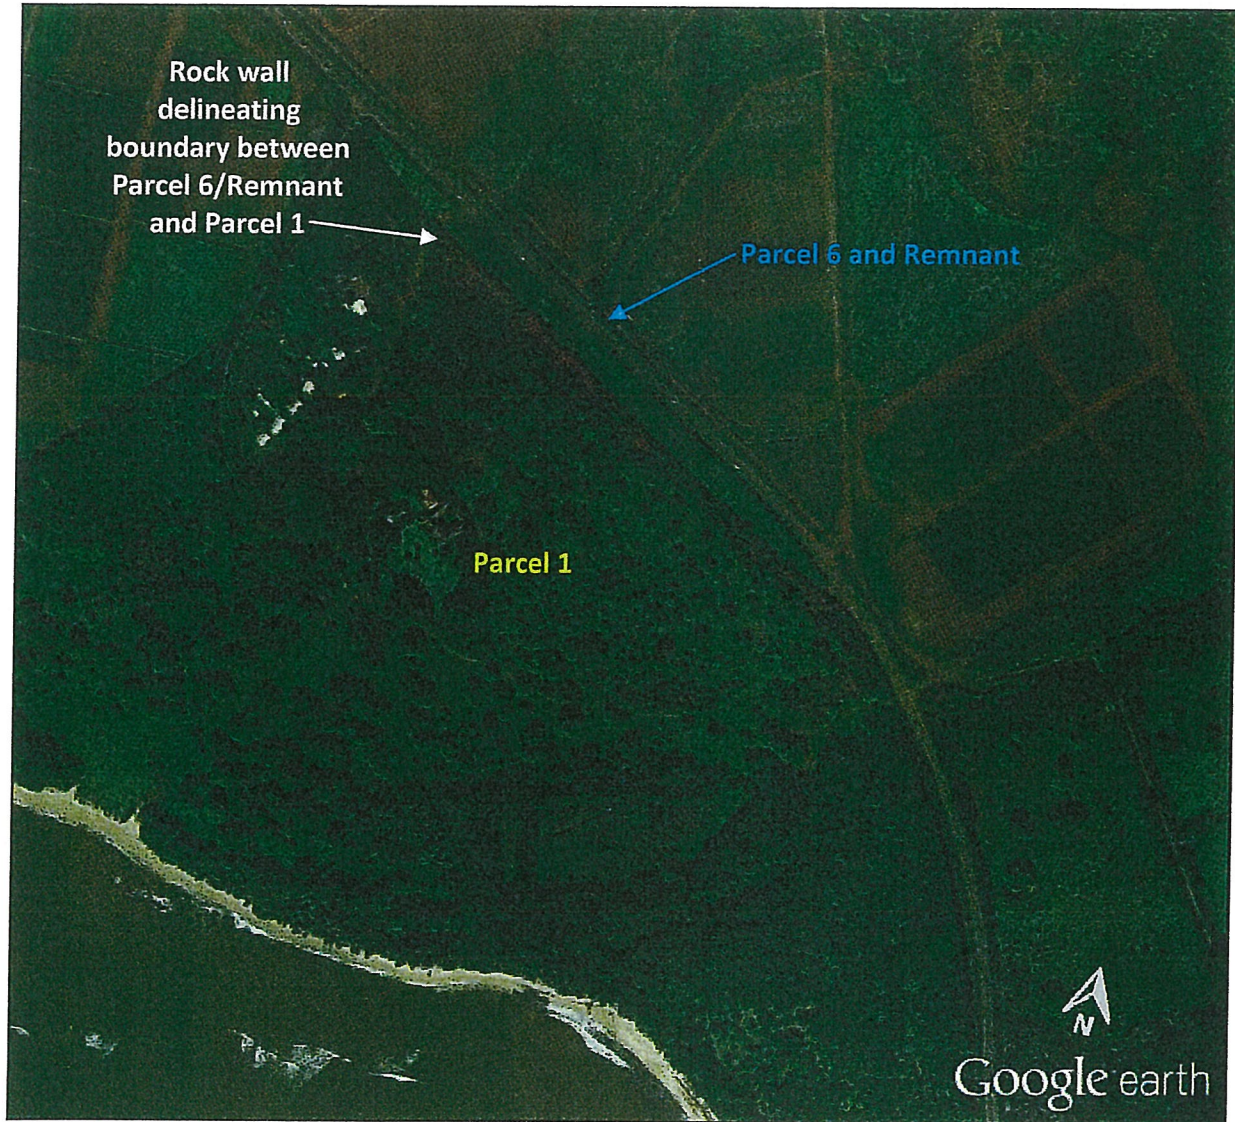 Rock wall
delineating
boundary between
Parcel 6/Remnant
and Parcel 1
Parcel 6 and Remnant
Parcel 1
N
Google earth